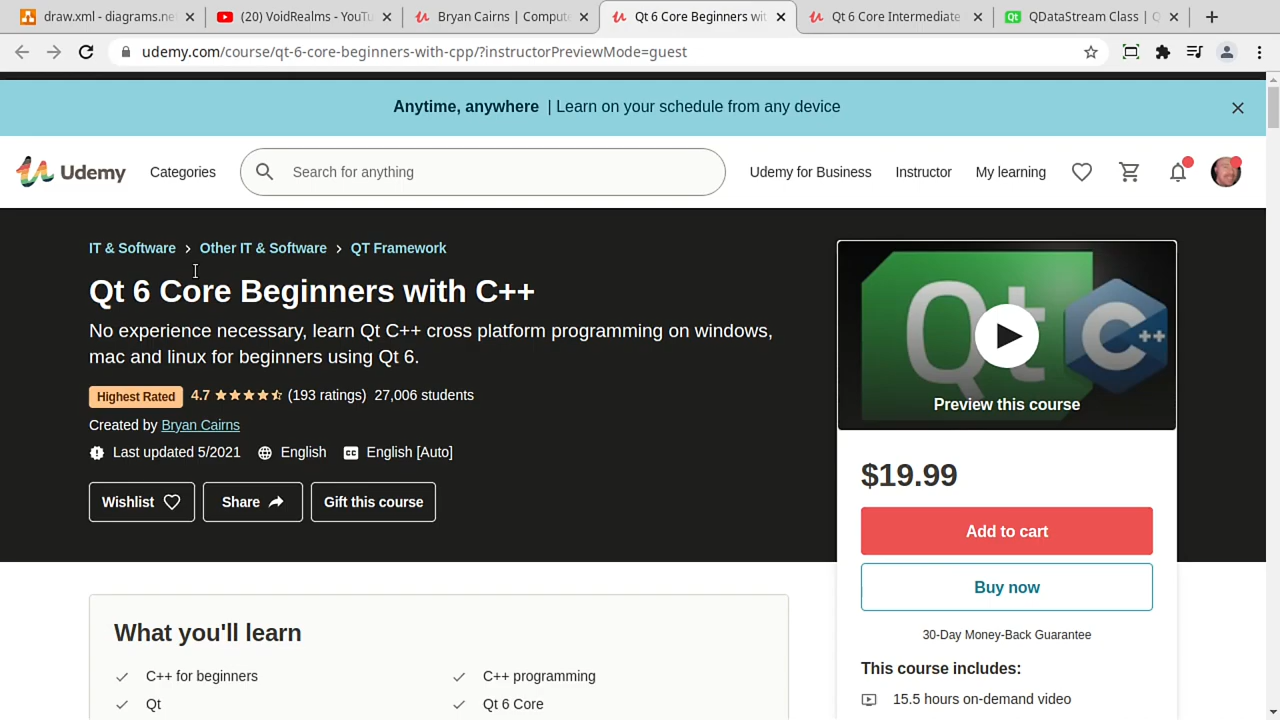 draw.xml - diagrams.ne
(20) VoidRealms - YouTu
Bryan Cairns | Compute
Qt 6 Core Beginners wit
Qt 6 Core Intermediate
QDataStream Class | Q
udemy.com/course/qt-6-core-beginners-with-cpp/?instructorPreviewMode=guest
Anytime, anywhere | Learn on your schedule from any device
Udemy
Categories
Search for anything
Udemy for Business
Instructor
My learning
IT & Software > Other IT & Software > QT Framework
Qt 6 Core Beginners with C++
No experience necessary, learn Qt C++ cross platform programming on windows,
mac and linux for beginners using Qt 6.
Highest Rated 4.7 (193 ratings) 27,006 students
Created by Bryan Cairns
Last updated 5/2021 English CC English [Auto]
Wishlist
Share
Gift this course
Qt
C++
Preview this course
$19.99
Add to cart
Buy now
30-Day Money-Back Guarantee
This course includes:
15.5 hours on-demand video
What you'll learn
C++ for beginners
C++ programming
Qt
Qt 6 Core